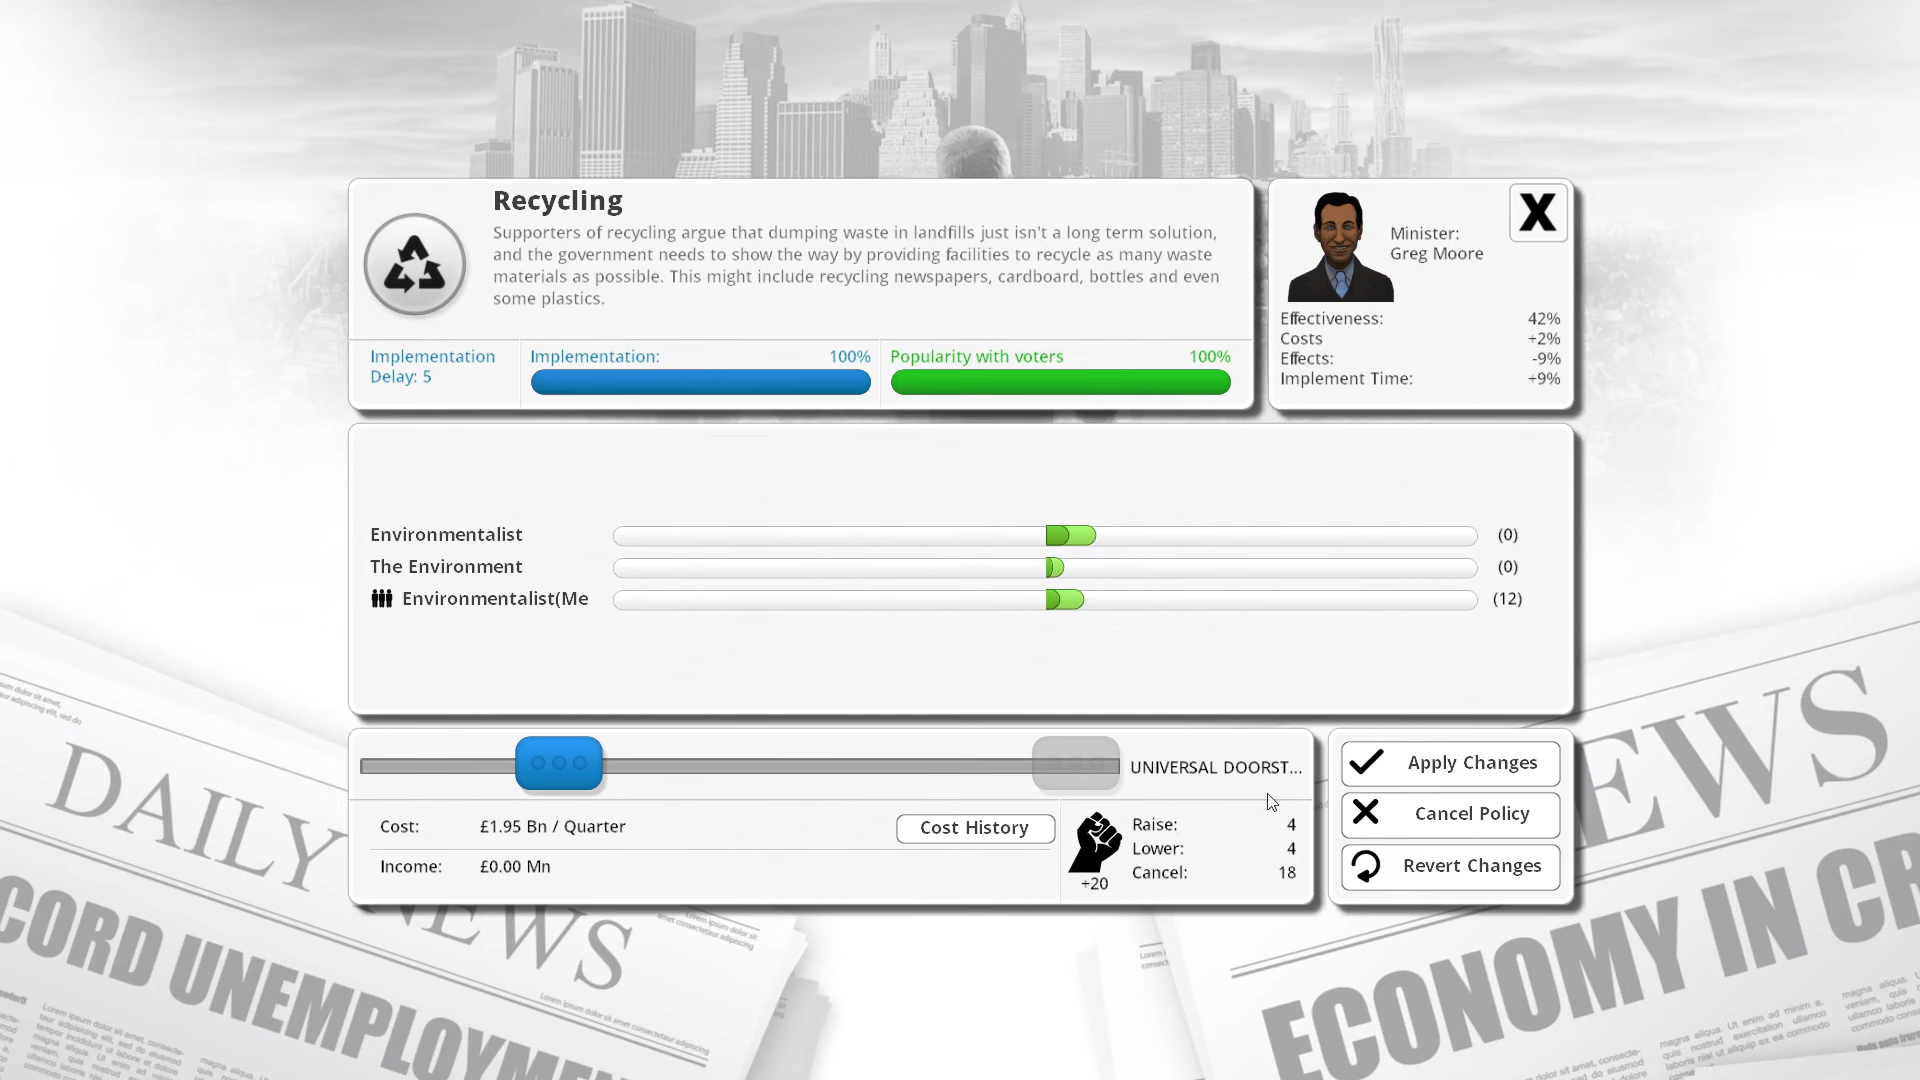 Recycling
Supporters of recycling argue that dumping waste in landfills just isn't a long term solution,
and the government needs to show the way by providing facilities to recycle as many waste
materials as possible. This might include recycling newspapers, cardboard, bottles and even
some plastics.
Implementation
Delay: 5
Implementation: 100%
Popularity with voters 100%
X
Minister:
Greg Moore
Effectiveness: 42%
Costs +2%
Effects: -9%
Implement Time: +9%
Environmentalist (0)
The Environment (0)
Environmentalist(Me (12)
UNIVERSAL DOORST...
Cost: £1.95 Bn / Quarter
Cost History
Income: £0.00 Mn
+20
Raise: 4
Lower: 4
Cancel: 18
Apply Changes
Cancel Policy
Revert Changes
DAILY NEWS
CORD UNEMPLOYME
EWS
ECONOMY IN CR